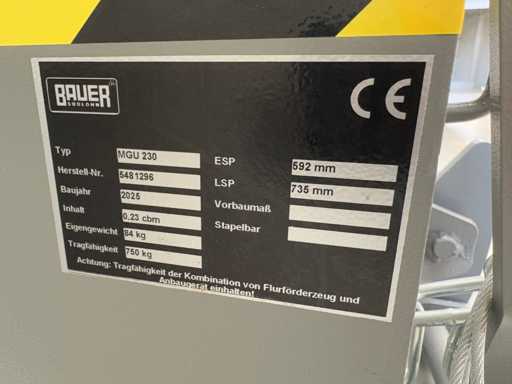 BAUER
SÜDLOHN
CE
Typ MGU 230
Herstell-Nr. 5481296
Baujahr 2025
Inhalt 0,23 cbm
Eigengewicht 84 kg
Tragfähigkeit 750 kg
ESP 592 mm
LSP 735 mm
Vorbaumaß
Stapelbar
Achtung: Tragfähigkeit der Kombination von Flurförderzeug und
Anbaugerät einhalten!